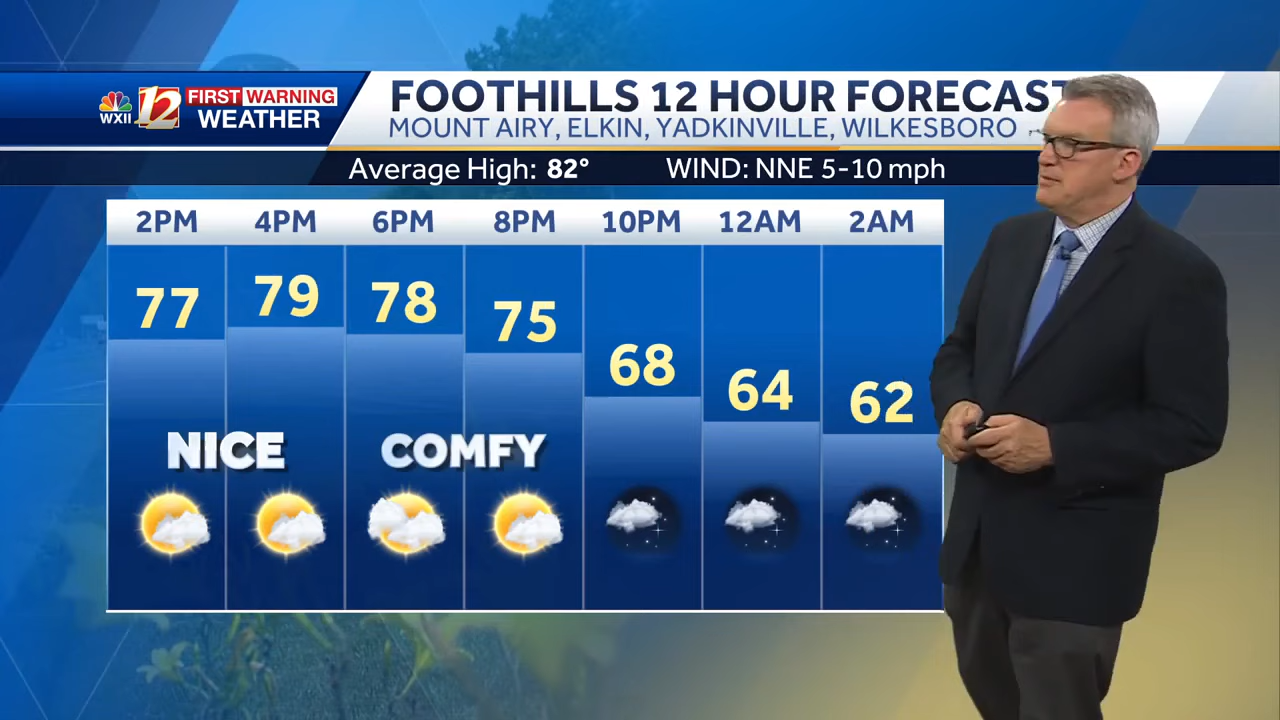 WXII 12 FIRST WARNING WEATHER
FOOTHILLS 12 HOUR FORECAST
MOUNT AIRY, ELKIN, YADKINVILLE, WILKESBORO
Average High: 82° WIND: NNE 5-10 mph
2PM 4PM 6PM 8PM 10PM 12AM 2AM
77 79 78 75 68 64 62
NICE COMFY